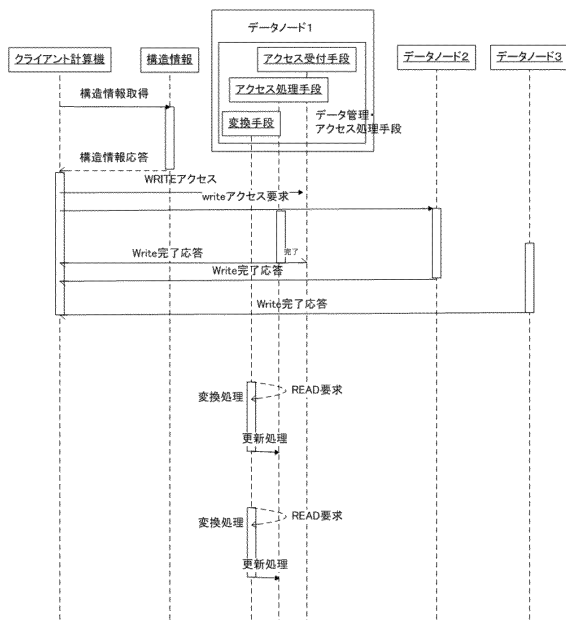 データノード1
クライアント計算機
構造情報
アクセス受付手段
データノード2
データノード3
アクセス処理手段
変換手段
データ管理・
アクセス処理手段
構造情報取得
構造情報応答
WRITEアクセス
writeアクセス要求
完了
Write完了応答
Write完了応答
Write完了応答
READ要求
変換処理
更新処理
READ要求
変換処理
更新処理